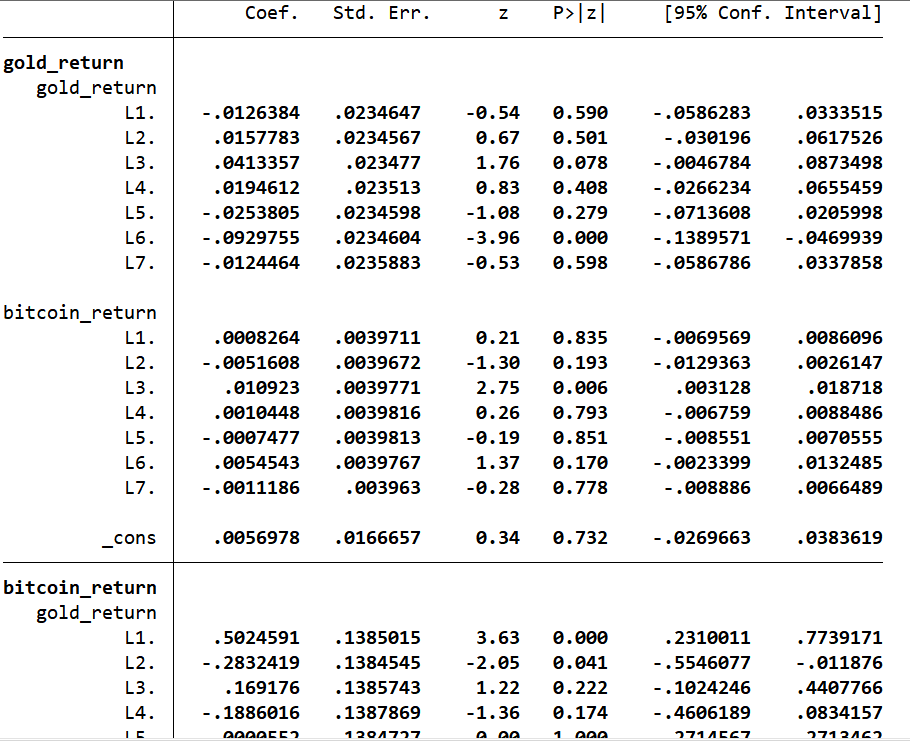 Coef. Std. Err. z P>|z| [95% Conf. Interval]
gold_return
gold_return
L1. -.0126384 .0234647 -0.54 0.590 -.0586283 .0333515
L2. .0157783 .0234567 0.67 0.501 -.030196 .0617526
L3. .0413357 .023477 1.76 0.078 -.0046784 .0873498
L4. .0194612 .023513 0.83 0.408 -.0266234 .0655459
L5. -.0253805 .0234598 -1.08 0.279 -.0713608 .0205998
L6. -.0929755 .0234604 -3.96 0.000 -.1389571 -.0469939
L7. -.0124464 .0235883 -0.53 0.598 -.0586786 .0337858
bitcoin_return
L1. .0008264 .0039711 0.21 0.835 -.0069569 .0086096
L2. -.0051608 .0039672 -1.30 0.193 -.0129363 .0026147
L3. .010923 .0039771 2.75 0.006 .003128 .018718
L4. .0010448 .0039816 0.26 0.793 -.006759 .0088486
L5. -.0007477 .0039813 -0.19 0.851 -.008551 .0070555
L6. .0054543 .0039767 1.37 0.170 -.0023399 .0132485
L7. -.0011186 .003963 -0.28 0.778 -.008886 .0066489
_cons .0056978 .0166657 0.34 0.732 -.0269663 .0383619
bitcoin_return
gold_return
L1. .5024591 .1385015 3.63 0.000 .2310011 .7739171
L2. -.2832419 .1384545 -2.05 0.041 -.5546077 -.011876
L3. .169176 .1385743 1.22 0.222 -.1024246 .4407766
L4. -.1886016 .1387869 -1.36 0.174 -.4606189 .0834157